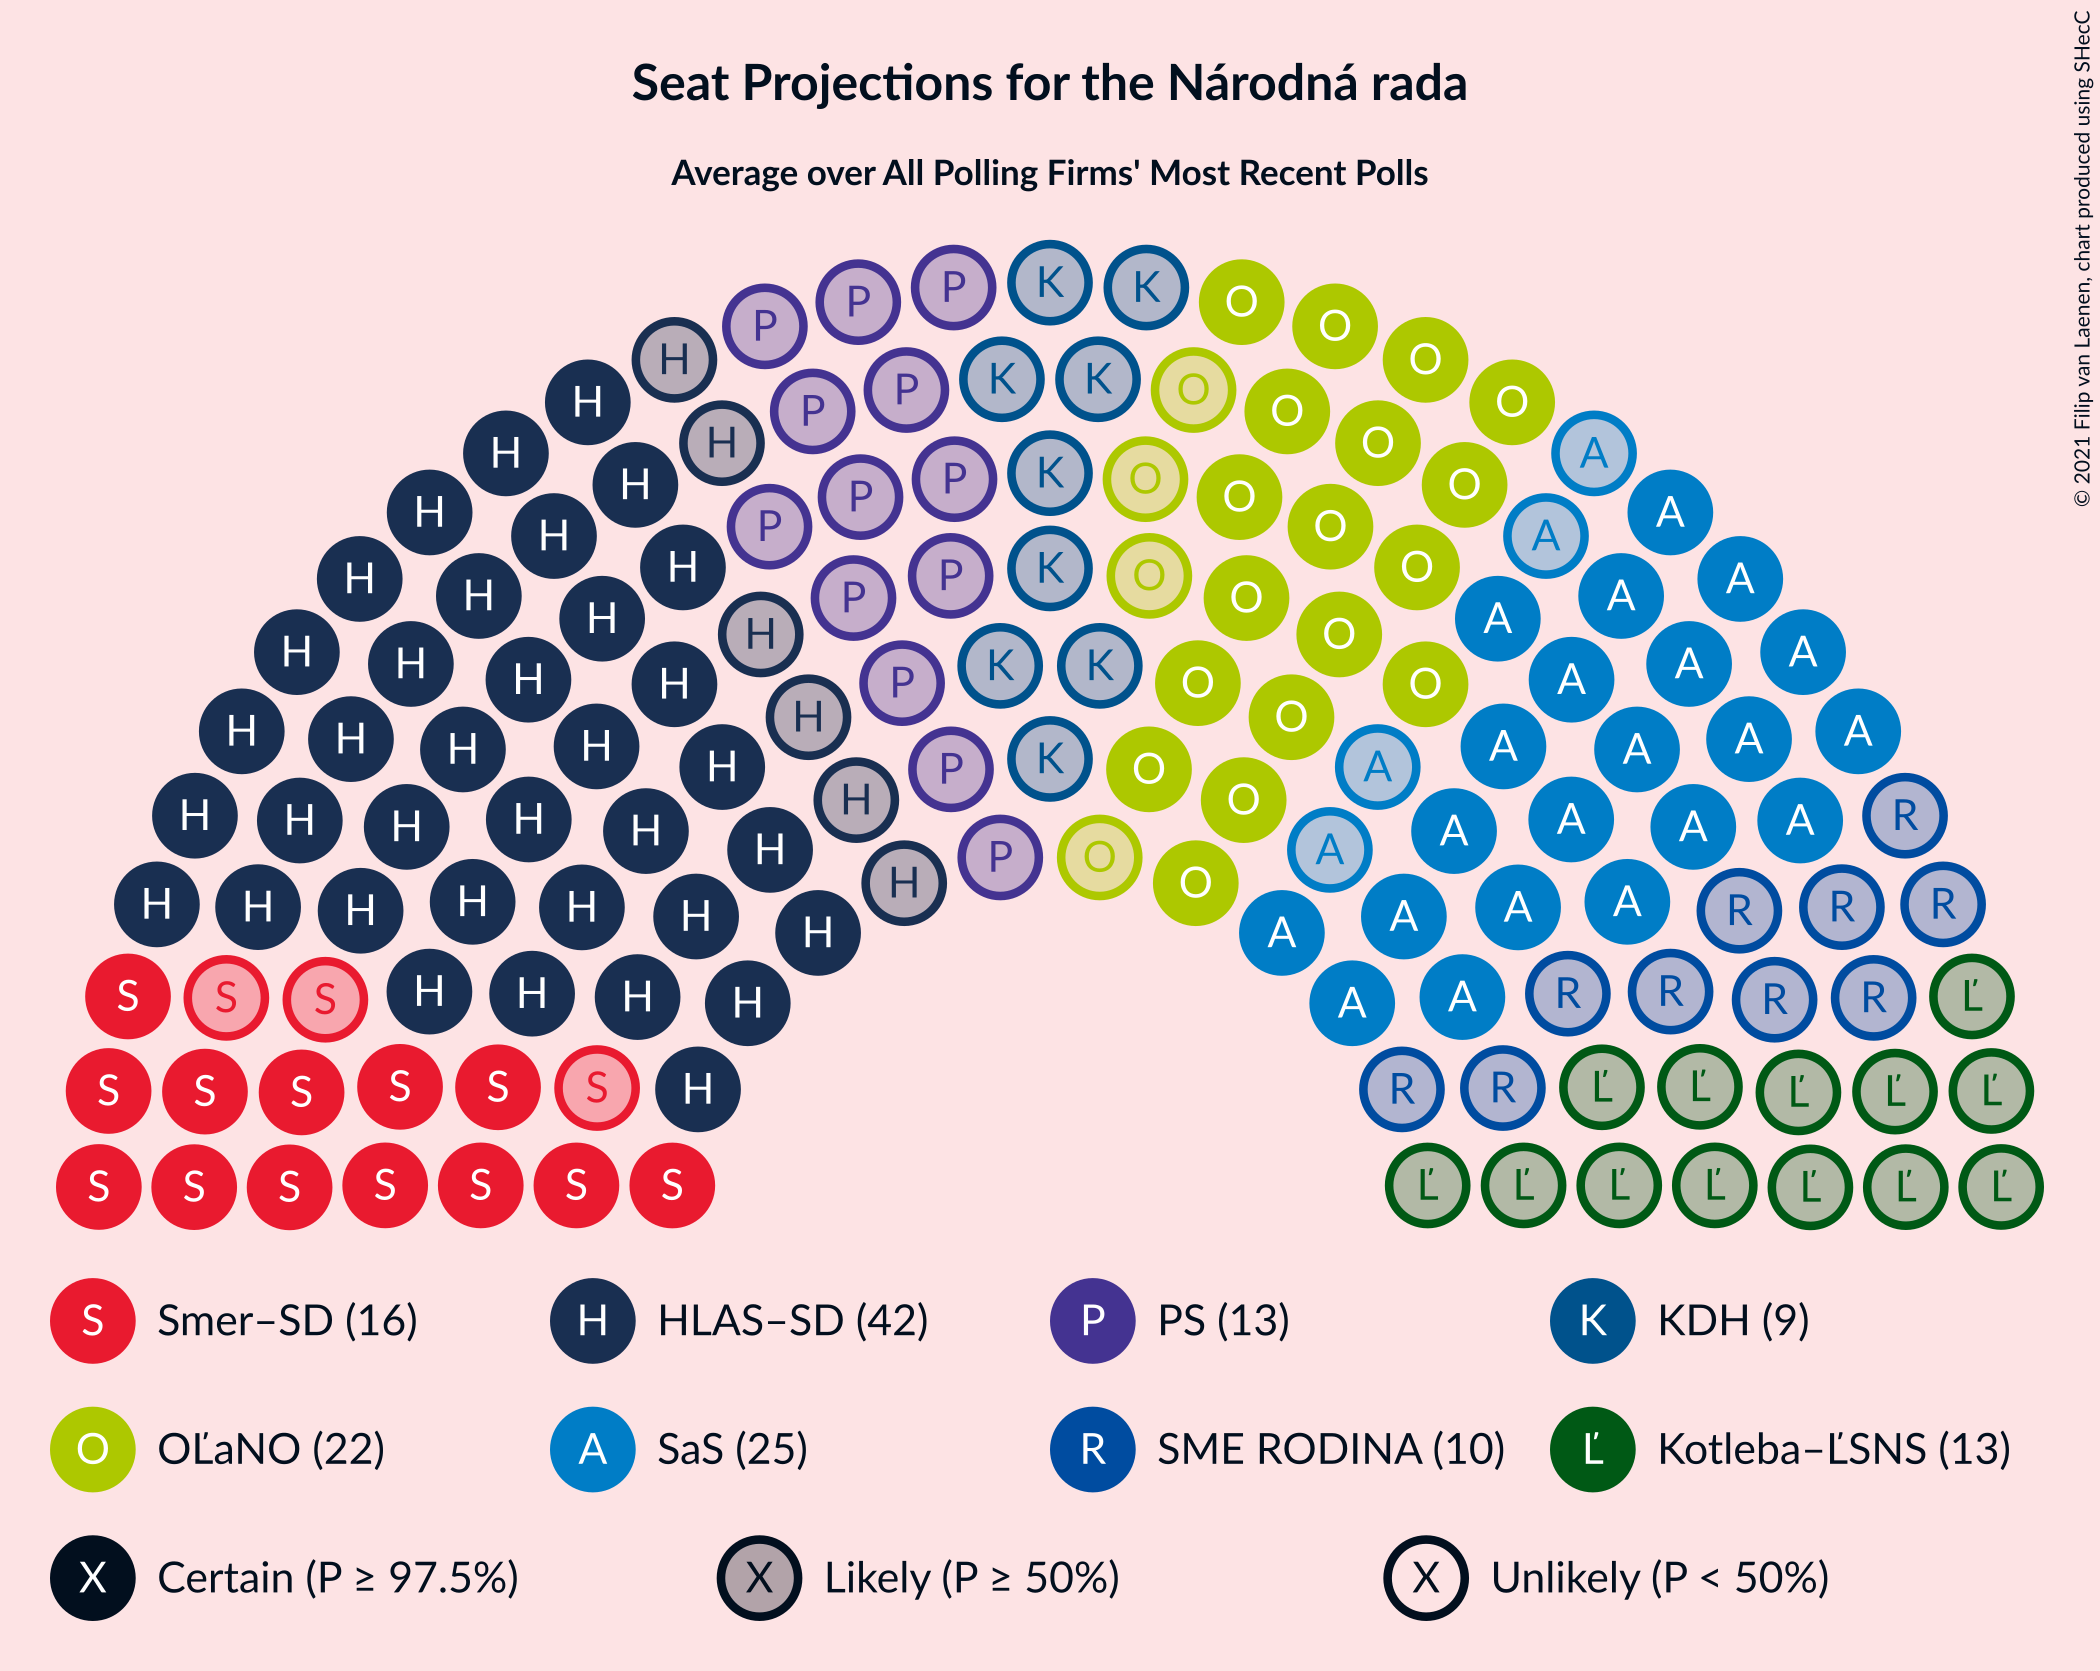 Seat Projections for the Národná rada
Average over All Polling Firms' Most Recent Polls
© 2021 Filip van Laenen, chart produced using SHecC
K
P K
P O
P O
H O
P K K O
H P O O
H O
H P K O A
H H P O O A
H H P O A
H H P K O O A
H H P O A
H H P O O A
H H H O A A
H H P K K O O A A
H H H O A A
H H H P K O A A A
H H H H O A A R
H H H H P O A A A
H H H H H O A A R R R
S S S H H H H A A R R R R Ľ
S S S S S S H R R Ľ Ľ Ľ Ľ Ľ
S S S S S S S Ľ Ľ Ľ Ľ Ľ Ľ Ľ
S Smer–SD (16) H HLAS–SD (42) P PS (13) K KDH (9)
O OĽaNO (22) A SaS (25) R SME RODINA (10) Ľ Kotleba–ĽSNS (13)
X Certain (P ≥ 97.5%) X Likely (P ≥ 50%) X Unlikely (P < 50%)